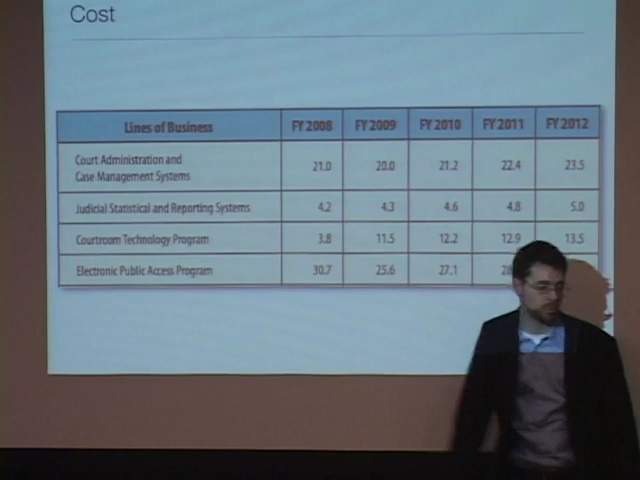 Cost
Lines of Business FY 2008 FY 2009 FY 2010 FY 2011 FY 2012
Court Administration and
Case Management Systems 21.0 20.0 21.2 22.4 23.5
Judicial Statistical and Reporting Systems 4.2 4.3 4.6 4.8 5.0
Courtroom Technology Program 3.8 11.5 12.2 12.9 13.5
Electronic Public Access Program 30.7 25.6 27.1